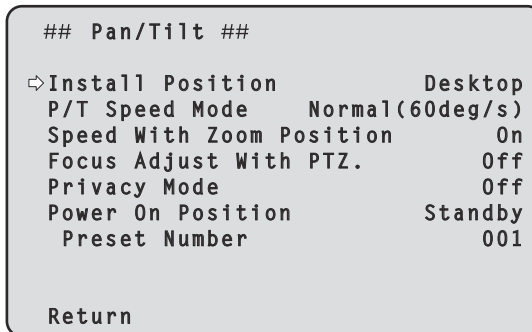 ## Pan/Tilt ##
⇨Install Position Desktop
P/T Speed Mode Normal(60deg/s)
Speed With Zoom Position On
Focus Adjust With PTZ. Off
Privacy Mode Off
Power On Position Standby
Preset Number 001
Return